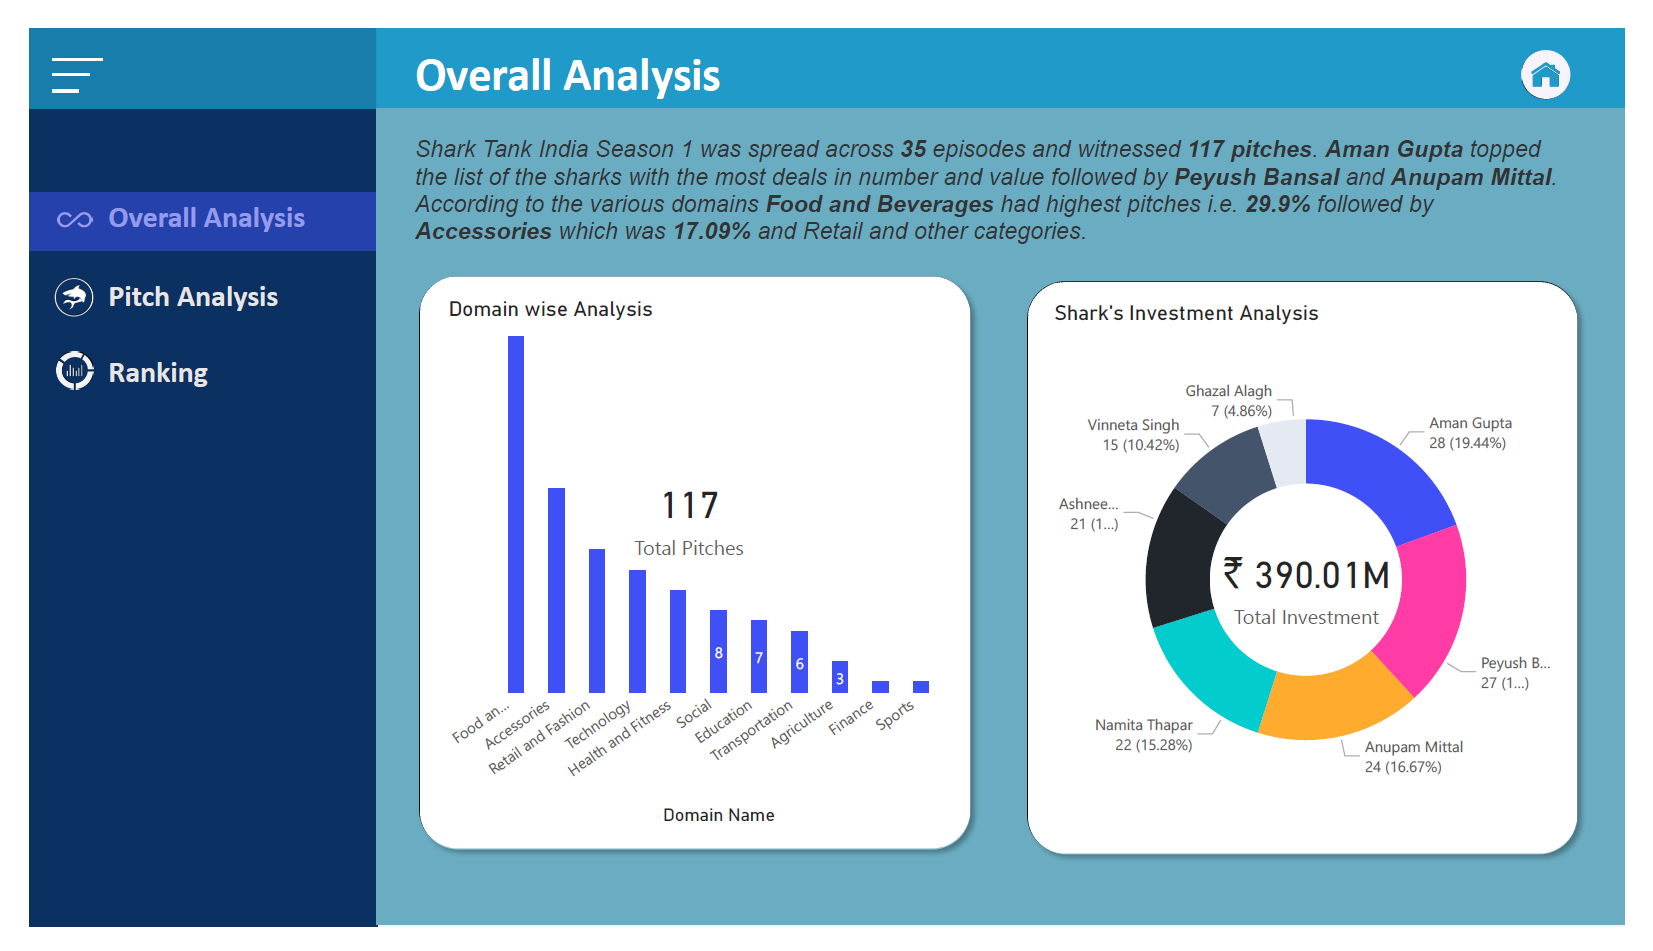 Overall Analysis
Shark Tank India Season 1 was spread across 35 episodes and witnessed 117 pitches. Aman Gupta topped
the list of the sharks with the most deals in number and value followed by Peyush Bansal and Anupam Mittal.
According to the various domains Food and Beverages had highest pitches i.e. 29.9% followed by
Accessories which was 17.09% and Retail and other categories.
Overall Analysis
Pitch Analysis
Ranking
Domain wise Analysis
117
Total Pitches
8
7
6
3
Food an...
Accessories
Retail and Fashion
Technology
Health and Fitness
Social
Education
Transportation
Agriculture
Finance
Sports
Domain Name
Shark's Investment Analysis
Ghazal Alagh
7 (4.86%)
Vinneta Singh
15 (10.42%)
Ashnee...
21 (1...)
Namita Thapar
22 (15.28%)
Aman Gupta
28 (19.44%)
Peyush B...
27 (1...)
Anupam Mittal
24 (16.67%)
₹ 390.01M
Total Investment